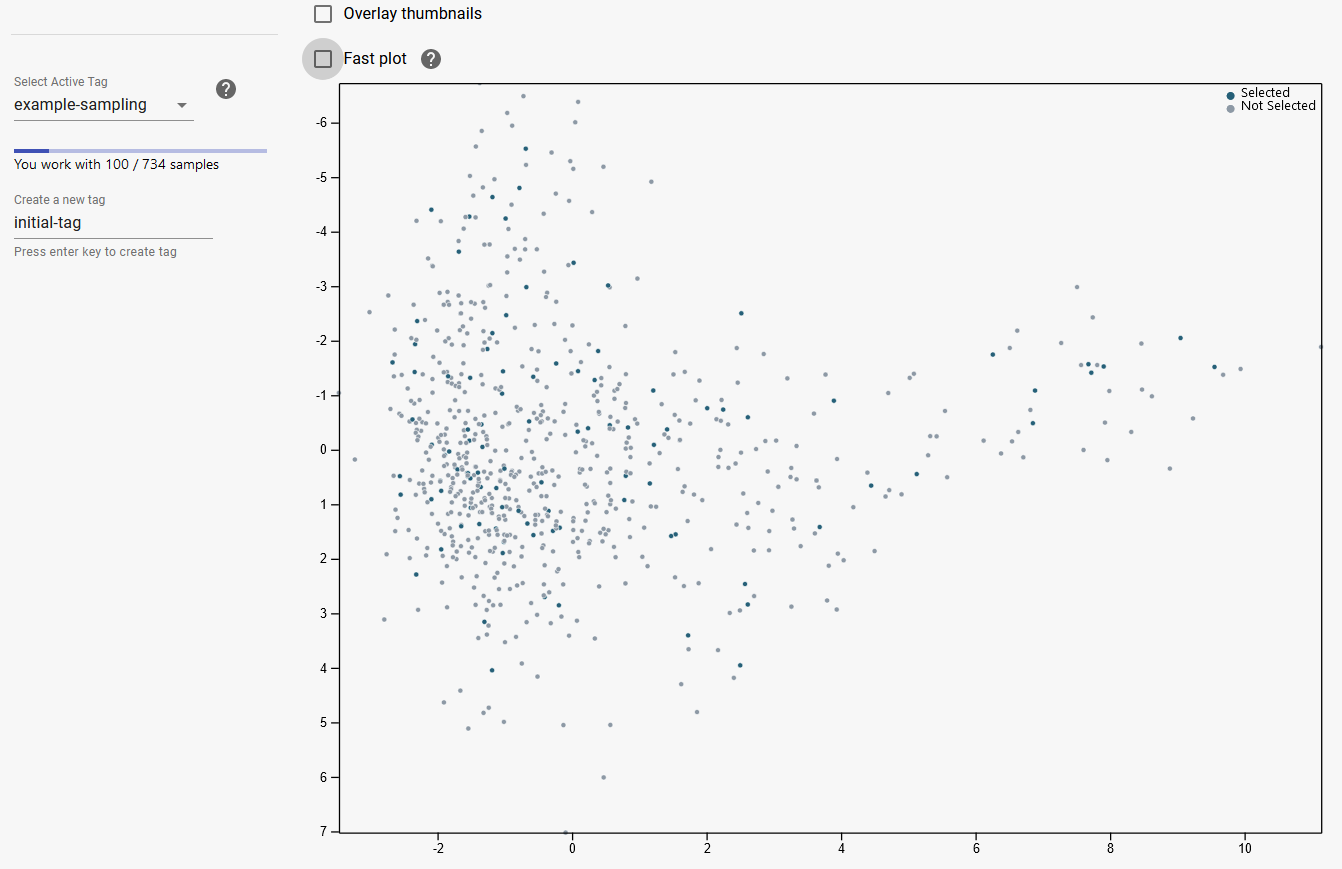 Overlay thumbnails
Fast plot
?
Select Active Tag
example-sampling
?
You work with 100 / 734 samples
Create a new tag
initial-tag
Press enter key to create tag
Selected
Not Selected
-6
-5
-4
-3
-2
-1
0
1
2
3
4
5
6
7
-2
0
2
4
6
8
10